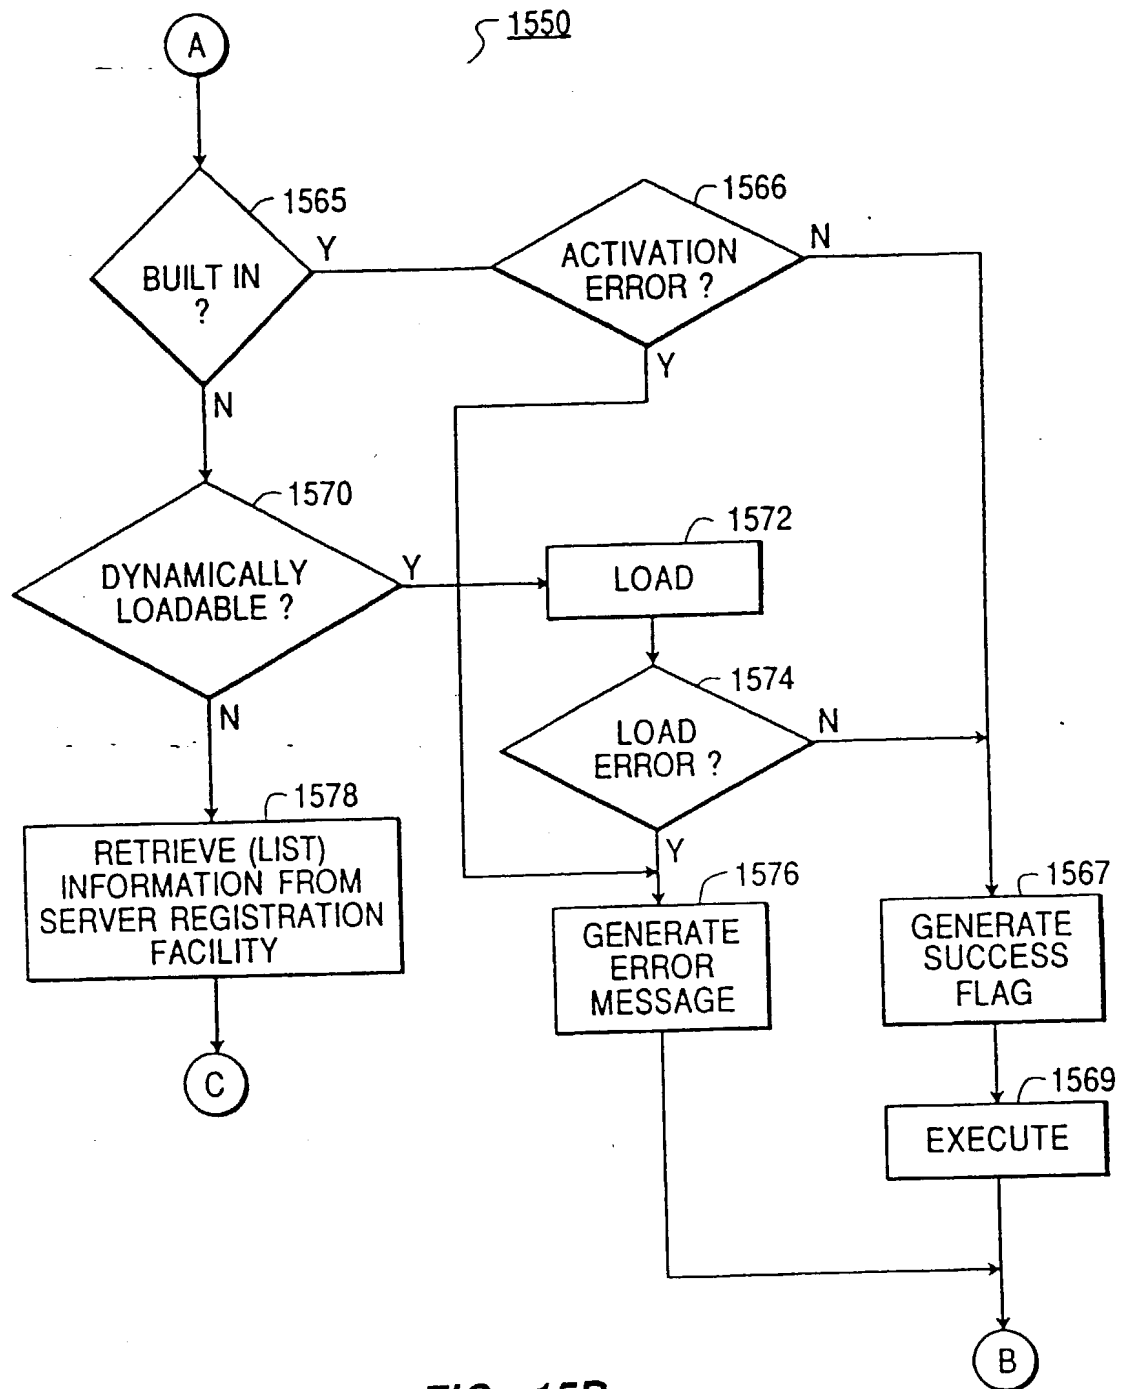 1550
A
1565
BUILT IN
?
Y
N
1566
ACTIVATION
ERROR ?
N
Y
1570
DYNAMICALLY
LOADABLE ?
Y
N
1572
LOAD
1574
LOAD
ERROR ?
N
Y
1578
RETRIEVE (LIST)
INFORMATION FROM
SERVER REGISTRATION
FACILITY
C
1576
GENERATE
ERROR
MESSAGE
1567
GENERATE
SUCCESS
FLAG
1569
EXECUTE
B